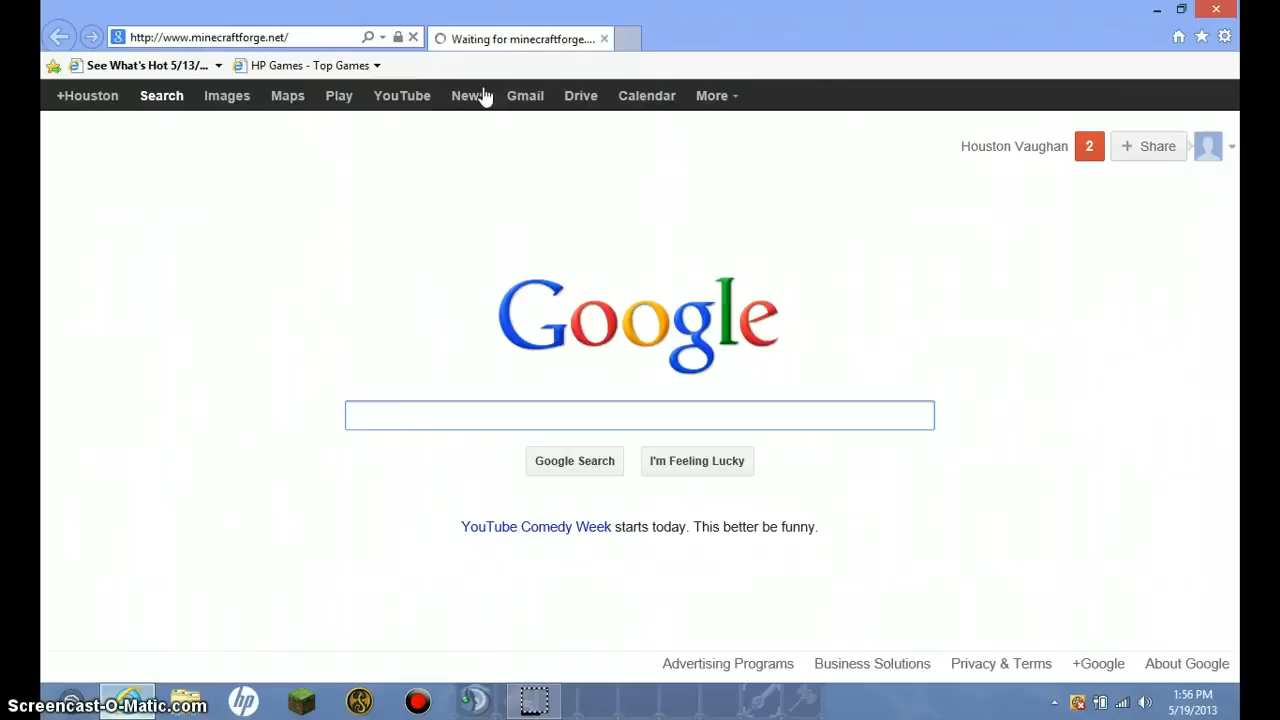 http://www.minecraftforge.net/
Waiting for minecraftforge....
See What's Hot 5/13/...
HP Games - Top Games
+Houston Search Images Maps Play YouTube News Gmail Drive Calendar More
Houston Vaughan 2 + Share
Google
Google Search I'm Feeling Lucky
YouTube Comedy Week starts today. This better be funny.
Advertising Programs Business Solutions Privacy & Terms +Google About Google
hp
1:56 PM
5/19/2013
Screencast-O-Matic.com